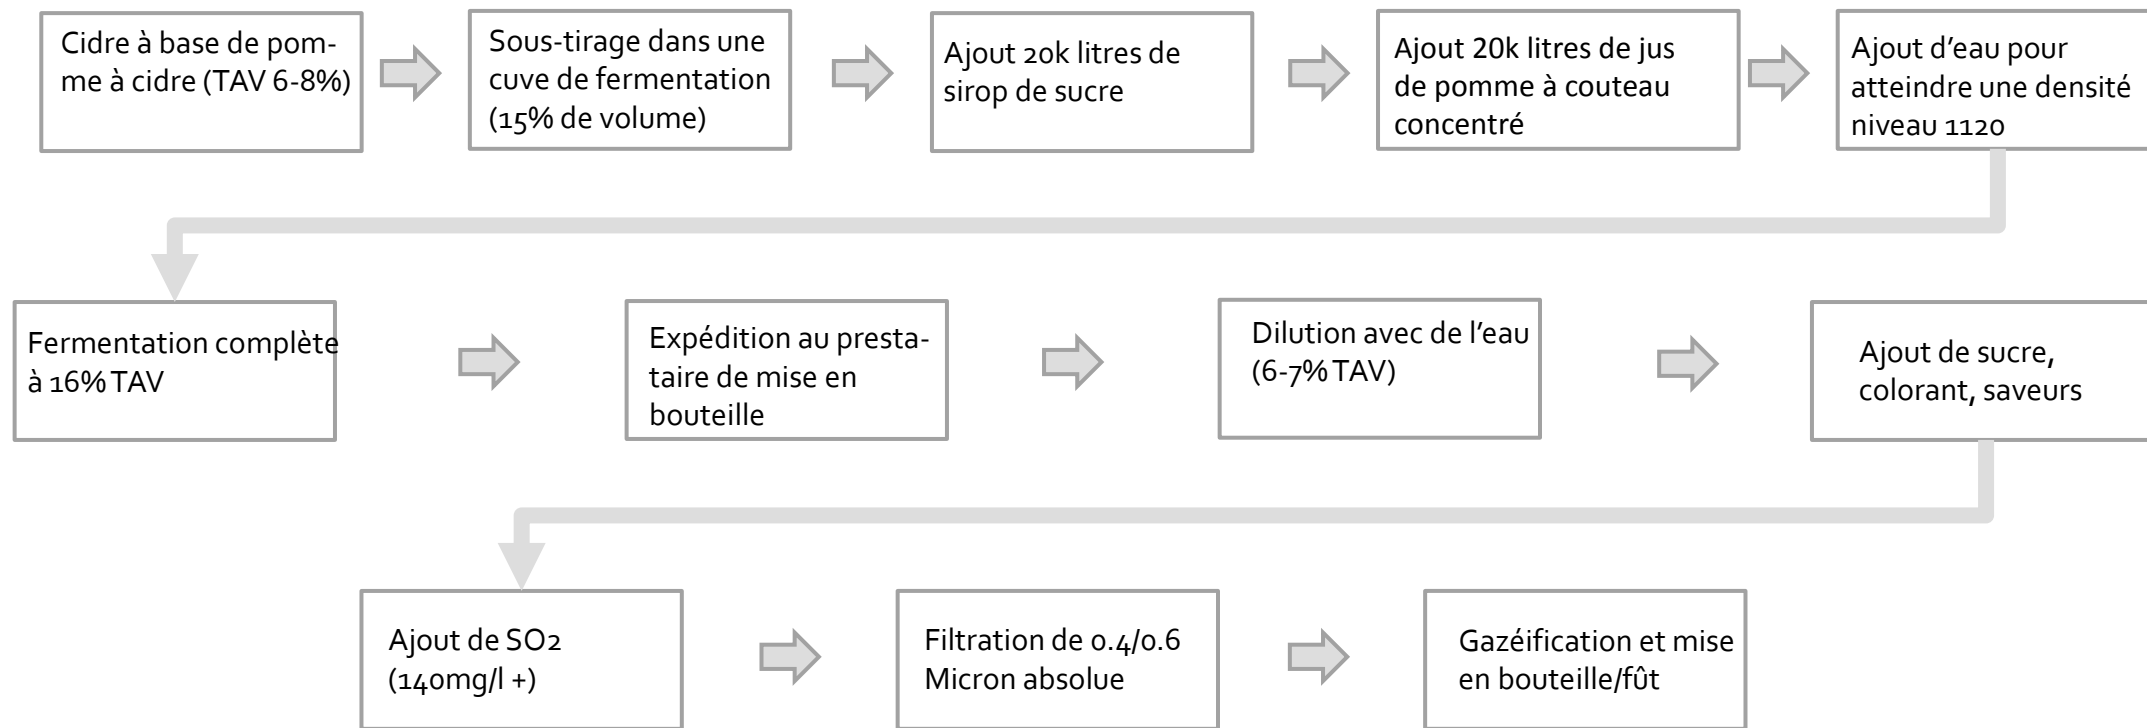 Cidre à base de pom-
me à cidre (TAV 6-8%)
Sous-tirage dans une
cuve de fermentation
(15% de volume)
Ajout 20k litres de
sirop de sucre
Ajout 20k litres de jus
de pomme à couteau
concentré
Ajout d’eau pour
atteindre une densité
niveau 1120
Fermentation complète
à 16% TAV
Expédition au presta-
taire de mise en
bouteille
Dilution avec de l’eau
(6-7% TAV)
Ajout de sucre,
colorant, saveurs
Ajout de SO2
(140mg/l +)
Filtration de 0.4/0.6
Micron absolue
Gazéification et mise
en bouteille/fût